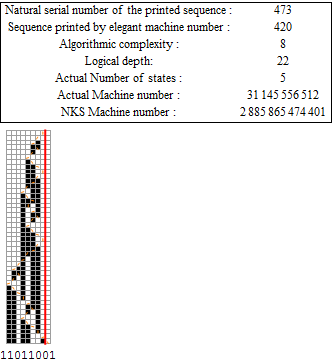 Natural serial number of the printed sequence : 473
Sequence printed by elegant machine number : 420
Algorithmic complexity : 8
Logical depth: 22
Actual Number of states : 5
Actual Machine number : 31 145 556 512
NKS Machine number : 2 885 865 474 401
11011001